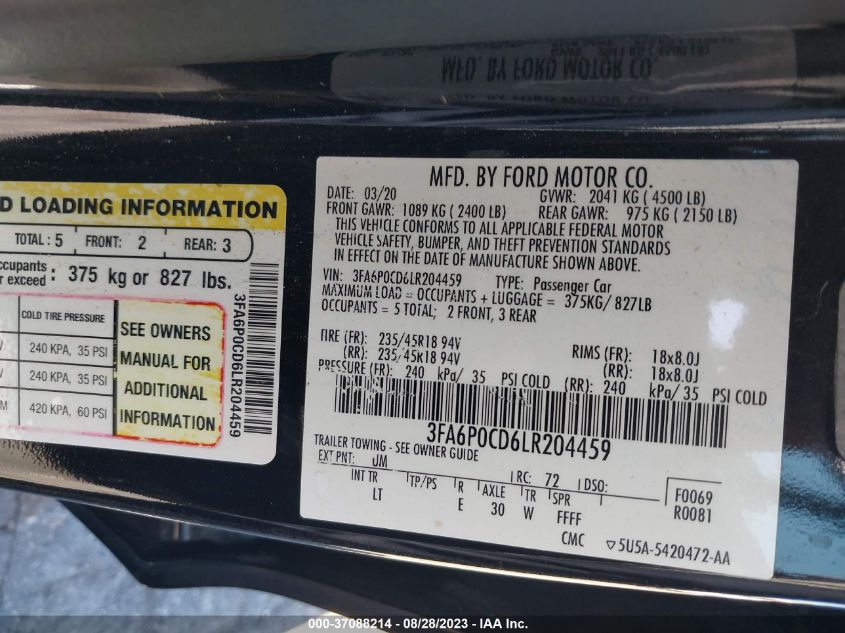 MFD. BY FORD MOTOR CO.
D LOADING INFORMATION
TOTAL: 5 FRONT: 2 REAR: 3
ccupants
r exceed : 375 kg or 827 lbs.
COLD TIRE PRESSURE
V 240 KPA, 35 PSI
V 240 KPA, 35 PSI
M 420 KPA, 60 PSI
SEE OWNERS
MANUAL FOR
ADDITIONAL
INFORMATION
3FA6P0CD6LR204459
MFD. BY FORD MOTOR CO.
DATE: 03/20 GVWR: 2041 KG ( 4500 LB)
FRONT GAWR: 1089 KG ( 2400 LB) REAR GAWR: 975 KG ( 2150 LB)
THIS VEHICLE CONFORMS TO ALL APPLICABLE FEDERAL MOTOR
VEHICLE SAFETY, BUMPER, AND THEFT PREVENTION STANDARDS
IN EFFECT ON THE DATE OF MANUFACTURE SHOWN ABOVE.
VIN: 3FA6P0CD6LR204459 TYPE: Passenger Car
MAXIMUM LOAD = OCCUPANTS + LUGGAGE = 375KG/ 827LB
OCCUPANTS = 5 TOTAL; 2 FRONT, 3 REAR
TIRE (FR): 235/45R18 94V RIMS (FR): 18x8.0J
(RR): 235/45R18 94V (RR): 18x8.0J
PRESSURE (FR): 240 kPa/ 35 PSI COLD (RR): 240 kPa/ 35 PSI COLD
3FA6P0CD6LR204459
TRAILER TOWING - SEE OWNER GUIDE
EXT PNT: JM RC: 72 DSO: F0069
INT TR TP/PS R AXLE TR SPR R0081
LT E 30 W FFFF
CMC ▽5U5A-5420472-AA
000-37088214 - 08/28/2023 - IAA Inc.